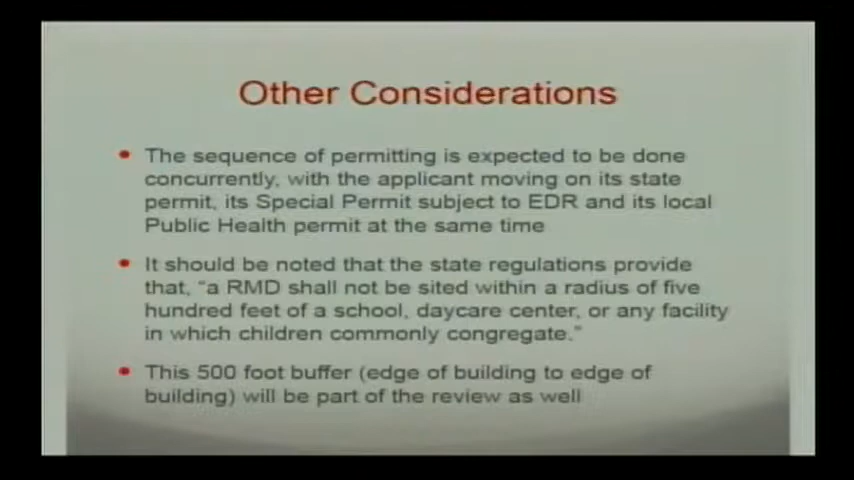 Other Considerations
• The sequence of permitting is expected to be done
concurrently, with the applicant moving on its state
permit, its Special Permit subject to EDR and its local
Public Health permit at the same time
• It should be noted that the state regulations provide
that, “a RMD shall not be sited within a radius of five
hundred feet of a school, daycare center, or any facility
in which children commonly congregate.”
• This 500 foot buffer (edge of building to edge of
building) will be part of the review as well